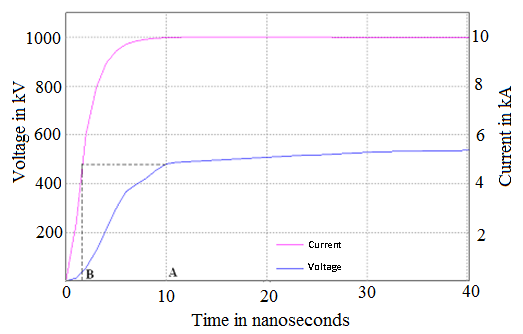 1000
800
600
400
200
Voltage in kV
10
8
6
4
2
Current in kA
Current
Voltage
B
A
0
10
20
30
40
Time in nanoseconds